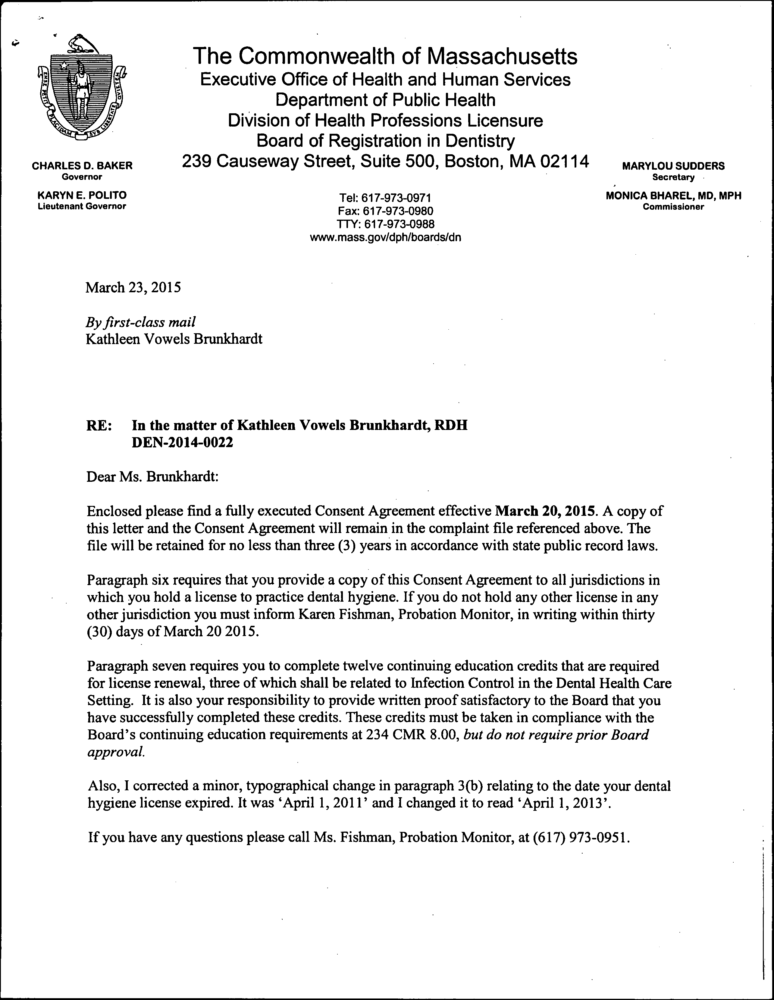 The Commonwealth of Massachusetts
Executive Office of Health and Human Services
Department of Public Health
Division of Health Professions Licensure
Board of Registration in Dentistry
239 Causeway Street, Suite 500, Boston, MA 02114
ENSE PETIT PLACIDAM SVB LIBERTATE QVIETEM
CHARLES D. BAKER
Governor
KARYN E. POLITO
Lieutenant Governor
MARYLOU SUDDERS
Secretary
MONICA BHAREL, MD, MPH
Commissioner
Tel: 617-973-0971
Fax: 617-973-0980
TTY: 617-973-0988
www.mass.gov/dph/boards/dn
March 23, 2015
By first-class mail
Kathleen Vowels Brunkhardt
RE: In the matter of Kathleen Vowels Brunkhardt, RDH
DEN-2014-0022
Dear Ms. Brunkhardt:
Enclosed please find a fully executed Consent Agreement effective March 20, 2015. A copy of
this letter and the Consent Agreement will remain in the complaint file referenced above. The
file will be retained for no less than three (3) years in accordance with state public record laws.
Paragraph six requires that you provide a copy of this Consent Agreement to all jurisdictions in
which you hold a license to practice dental hygiene. If you do not hold any other license in any
other jurisdiction you must inform Karen Fishman, Probation Monitor, in writing within thirty
(30) days of March 20 2015.
Paragraph seven requires you to complete twelve continuing education credits that are required
for license renewal, three of which shall be related to Infection Control in the Dental Health Care
Setting. It is also your responsibility to provide written proof satisfactory to the Board that you
have successfully completed these credits. These credits must be taken in compliance with the
Board's continuing education requirements at 234 CMR 8.00, but do not require prior Board
approval.
Also, I corrected a minor, typographical change in paragraph 3(b) relating to the date your dental
hygiene license expired. It was ‘April 1, 2011’ and I changed it to read ‘April 1, 2013’.
If you have any questions please call Ms. Fishman, Probation Monitor, at (617) 973-0951.